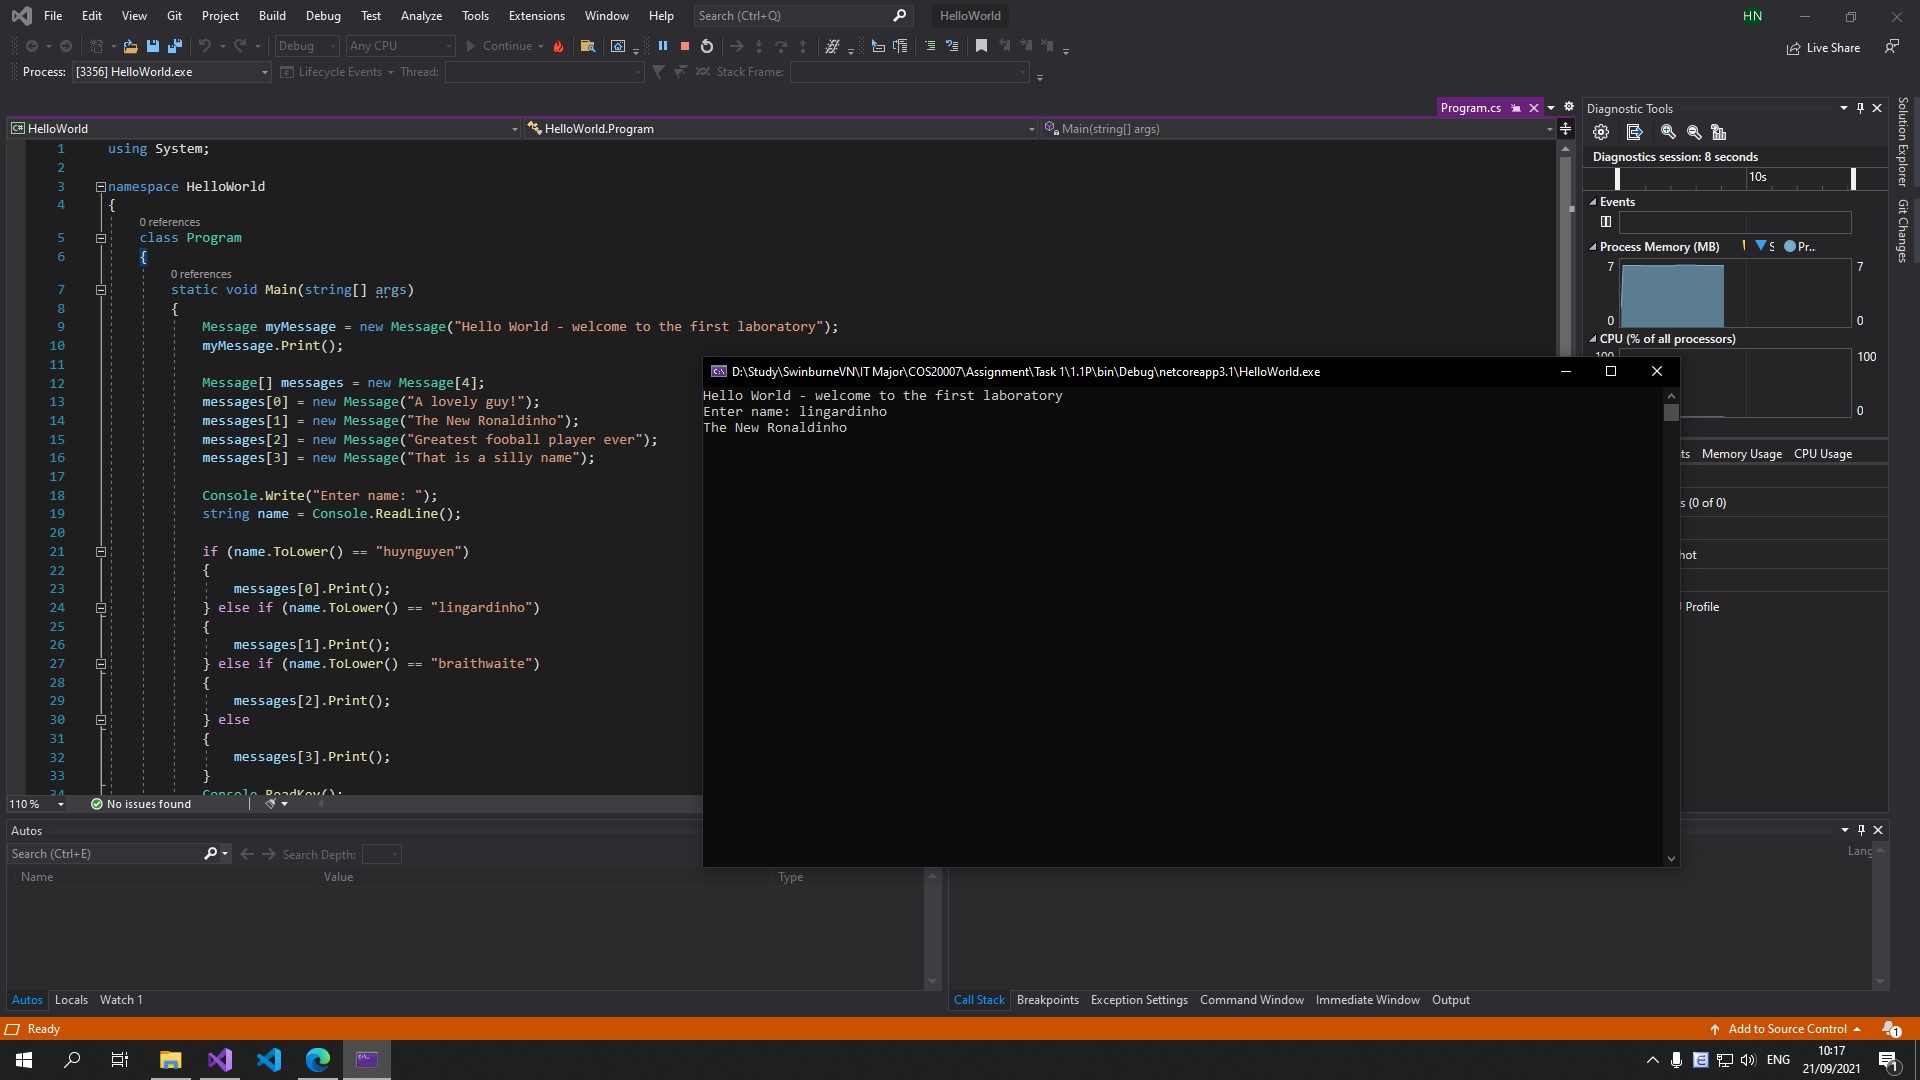 File Edit View Git Project Build Debug Test Analyze Tools Extensions Window Help Search (Ctrl+Q) HelloWorld HN
Debug Any CPU Continue Live Share
Process: [3356] HelloWorld.exe Lifecycle Events Thread: Stack Frame:
Program.cs
HelloWorld HelloWorld.Program Main(string[] args)
1 using System;
2
3 namespace HelloWorld
4 {
0 references
5 class Program
6 {
0 references
7 static void Main(string[] args)
8 {
9 Message myMessage = new Message("Hello World - welcome to the first laboratory");
10 myMessage.Print();
11
12 Message[] messages = new Message[4];
13 messages[0] = new Message("A lovely guy!");
14 messages[1] = new Message("The New Ronaldinho");
15 messages[2] = new Message("Greatest fooball player ever");
16 messages[3] = new Message("That is a silly name");
17
18 Console.Write("Enter name: ");
19 string name = Console.ReadLine();
20
21 if (name.ToLower() == "huynguyen")
22 {
23 messages[0].Print();
24 } else if (name.ToLower() == "lingardinho")
25 {
26 messages[1].Print();
27 } else if (name.ToLower() == "braithwaite")
28 {
29 messages[2].Print();
30 } else
31 {
32 messages[3].Print();
33 }
34 Console.ReadKey();
110 % No issues found
D:\Study\SwinburneVN\IT Major\COS20007\Assignment\Task 1\1.1P\bin\Debug\netcoreapp3.1\HelloWorld.exe
Hello World - welcome to the first laboratory
Enter name: lingardinho
The New Ronaldinho
Diagnostic Tools
Diagnostics session: 8 seconds
10s
Events
Process Memory (MB) S Pr...
7 7
0 0
CPU (% of all processors)
100 100
0
ts Memory Usage CPU Usage
s (0 of 0)
hot
Profile
Solution Explorer
Git Changes
Autos
Search (Ctrl+E) Search Depth:
Name Value Type
Lang
Autos Locals Watch 1
Call Stack Breakpoints Exception Settings Command Window Immediate Window Output
Ready Add to Source Control 1
ENG 10:17
21/09/2021 1